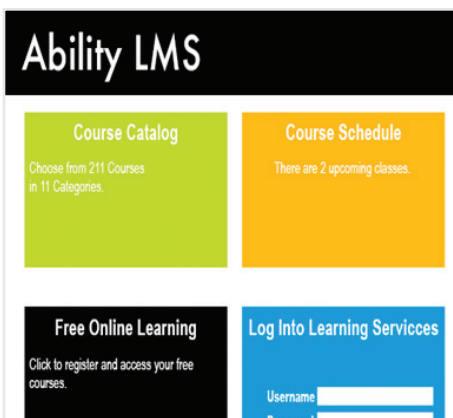 Ability LMS
Course Catalog
Choose from 211 Courses
in 11 Categories.
Course Schedule
There are 2 upcoming classes.
Free Online Learning
Click to register and access your free
courses.
Log Into Learning Servicces
Username